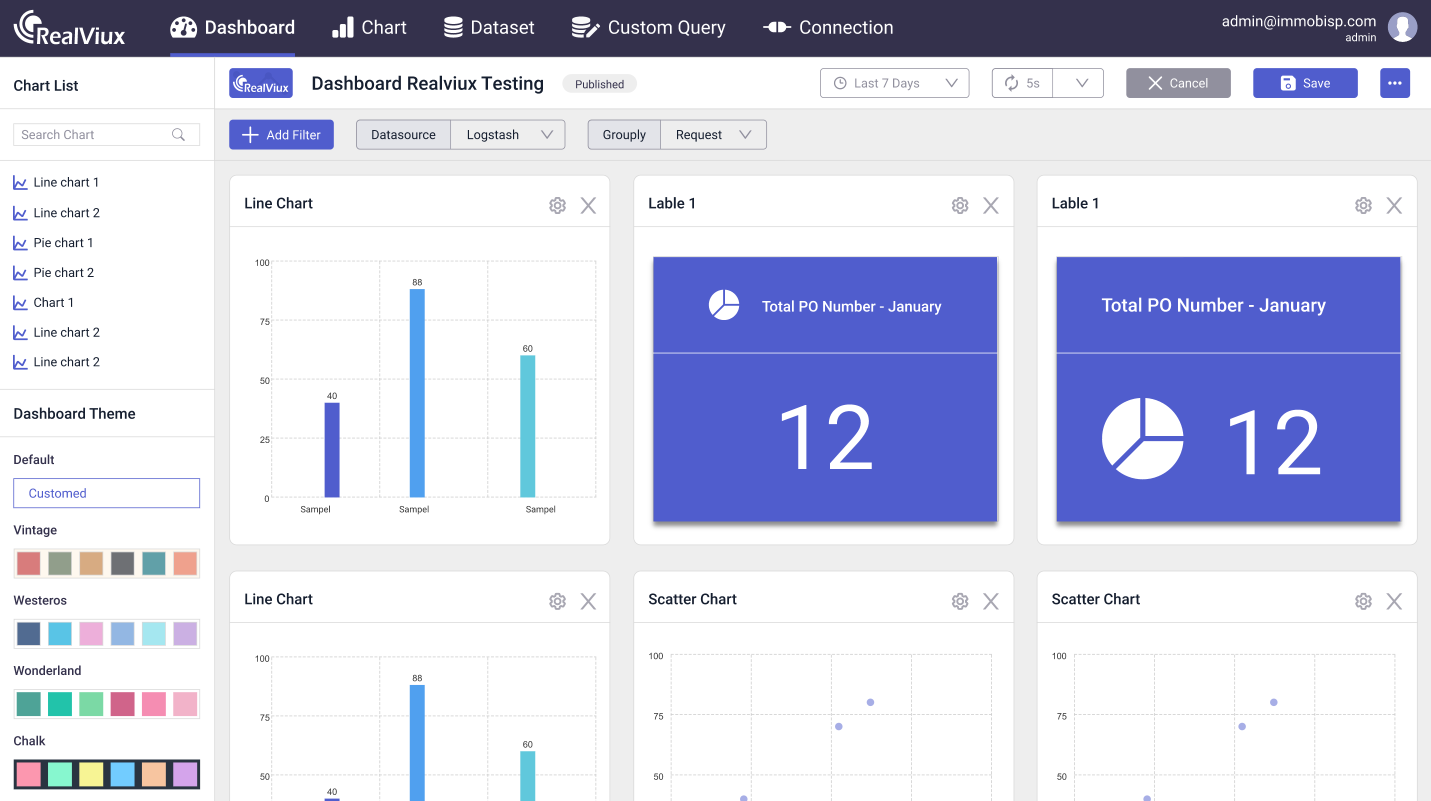 RealViux
Dashboard
Chart
Dataset
Custom Query
Connection
admin@immobisp.com
admin
Chart List
Search Chart
Line chart 1
Line chart 2
Pie chart 1
Pie chart 2
Chart 1
Line chart 2
Line chart 2
Dashboard Theme
Default
Customed
Vintage
Westeros
Wonderland
Chalk
RealViux
Dashboard Realviux Testing
Published
Last 7 Days
5s
Cancel
Save
Add Filter
Datasource
Logstash
Grouply
Request
Line Chart
100
75
50
25
0
40
88
60
Sampel
Sampel
Sampel
Lable 1
Total PO Number - January
12
Lable 1
Total PO Number - January
12
Line Chart
100
75
50
40
88
60
Scatter Chart
100
75
50
Scatter Chart
100
75
50